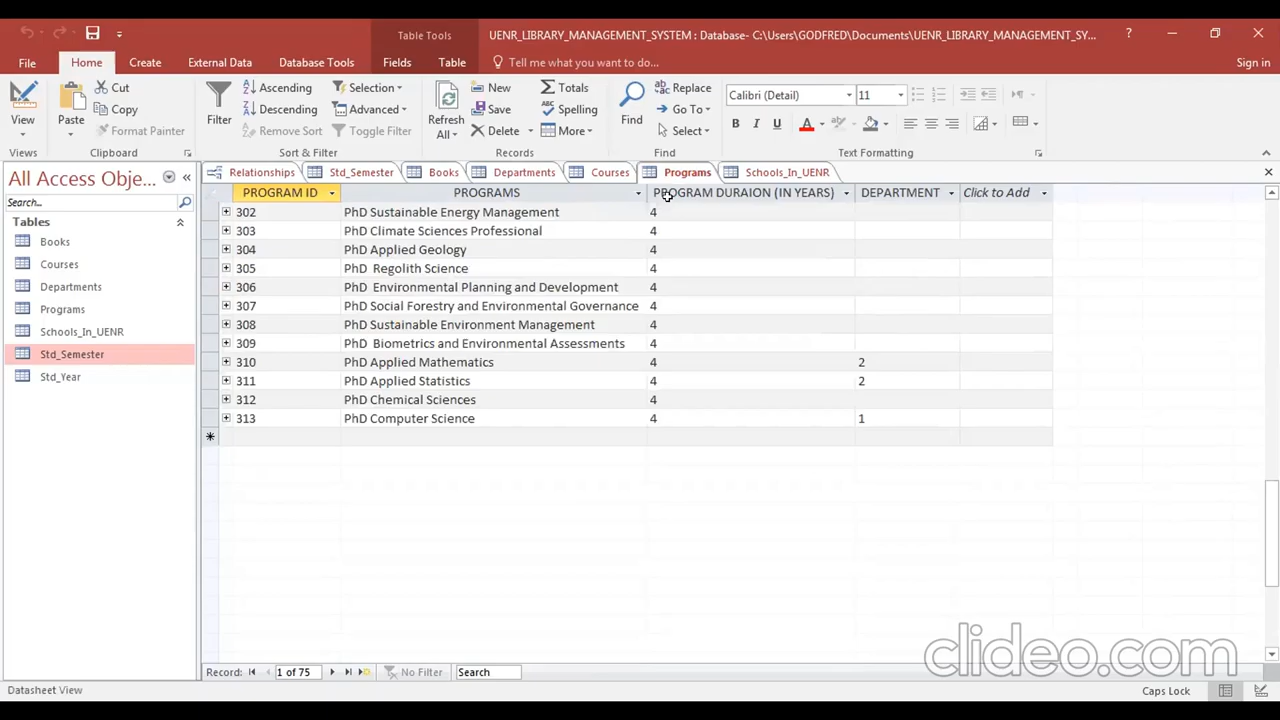 Table Tools
UENR_LIBRARY_MANAGEMENT_SYSTEM : Database- C:\Users\GODFRED\Documents\UENR_LIBRARY_MANAGEMENT_SY...
File Home Create External Data Database Tools Fields Table Tell me what you want to do... Sign in
View
Views
Paste
Cut
Copy
Format Painter
Clipboard
Filter
Ascending
Descending
Remove Sort
Selection
Advanced
Toggle Filter
Sort & Filter
Refresh
All
New
Save
Delete
Totals
Spelling
More
Records
Find
Replace
Go To
Select
Find
Calibri (Detail) 11
B I U A
Text Formatting
All Access Obje...
Search...
Tables
Books
Courses
Departments
Programs
Schools_In_UENR
Std_Semester
Std_Year
Relationships Std_Semester Books Departments Courses Programs Schools_In_UENR
PROGRAM ID PROGRAMS PROGRAM DURAION (IN YEARS) DEPARTMENT Click to Add
302 PhD Sustainable Energy Management 4
303 PhD Climate Sciences Professional 4
304 PhD Applied Geology 4
305 PhD  Regolith Science 4
306 PhD  Environmental Planning and Development 4
307 PhD Social Forestry and Environmental Governance 4
308 PhD Sustainable Environment Management 4
309 PhD  Biometrics and Environmental Assessments 4
310 PhD Applied Mathematics 4 2
311 PhD Applied Statistics 4 2
312 PhD Chemical Sciences 4
313 PhD Computer Science 4 1
clideo.com
Record: 1 of 75 No Filter Search
Datasheet View Caps Lock